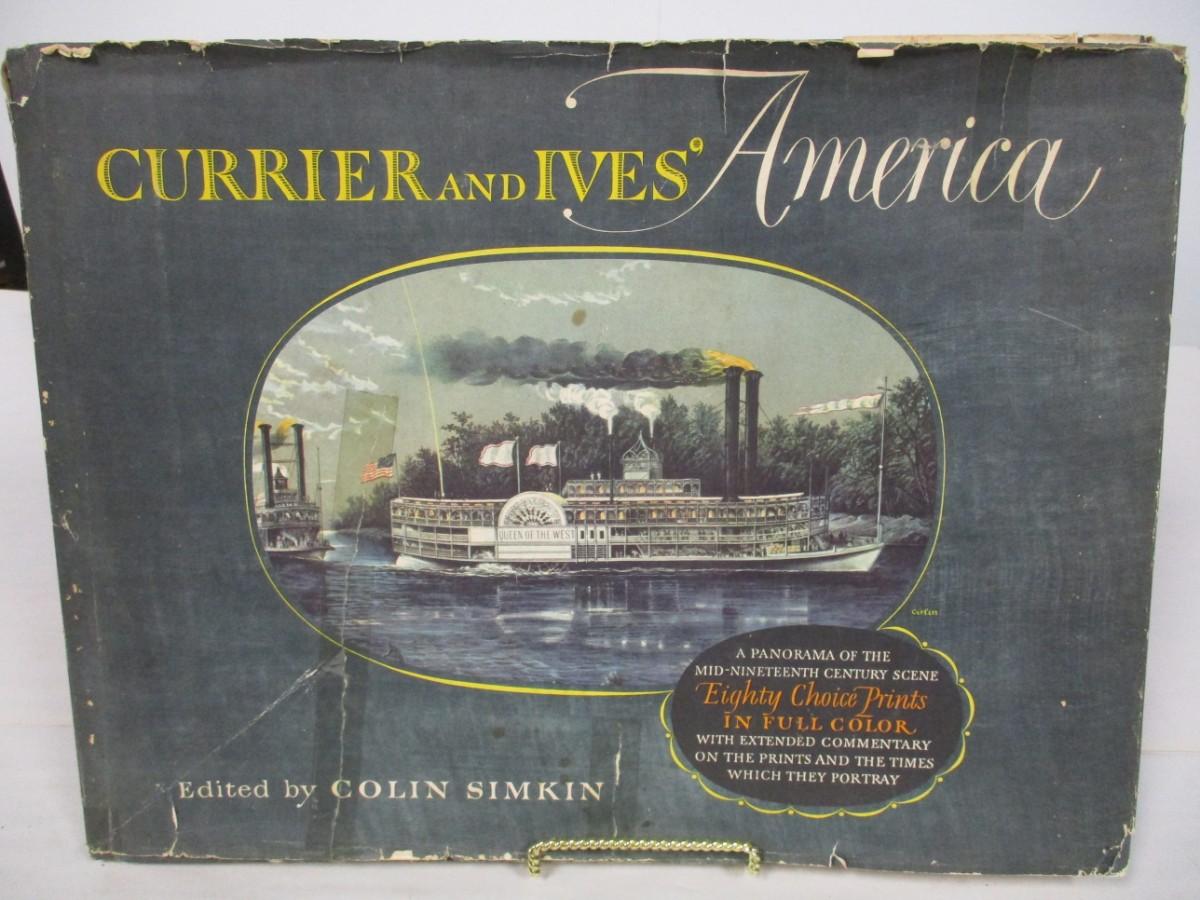 CURRIER AND IVES' America
QUEEN OF THE WEST
A PANORAMA OF THE
MID-NINETEENTH CENTURY SCENE
Eighty Choice Prints
IN FULL COLOR
WITH EXTENDED COMMENTARY
ON THE PRINTS AND THE TIMES
WHICH THEY PORTRAY
Edited by COLIN SIMKIN